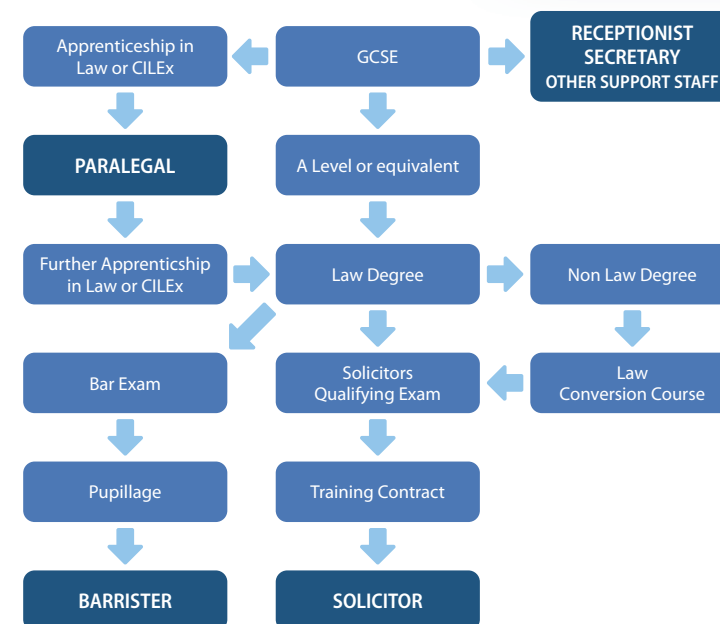 Apprenticeship in
Law or CILEx
GCSE
RECEPTIONIST
SECRETARY
OTHER SUPPORT STAFF
PARALEGAL
A Level or equivalent
Further Apprenticship
in Law or CILEx
Law Degree
Non Law Degree
Bar Exam
Solicitors
Qualifying Exam
Law
Conversion Course
Pupillage
Training Contract
BARRISTER
SOLICITOR